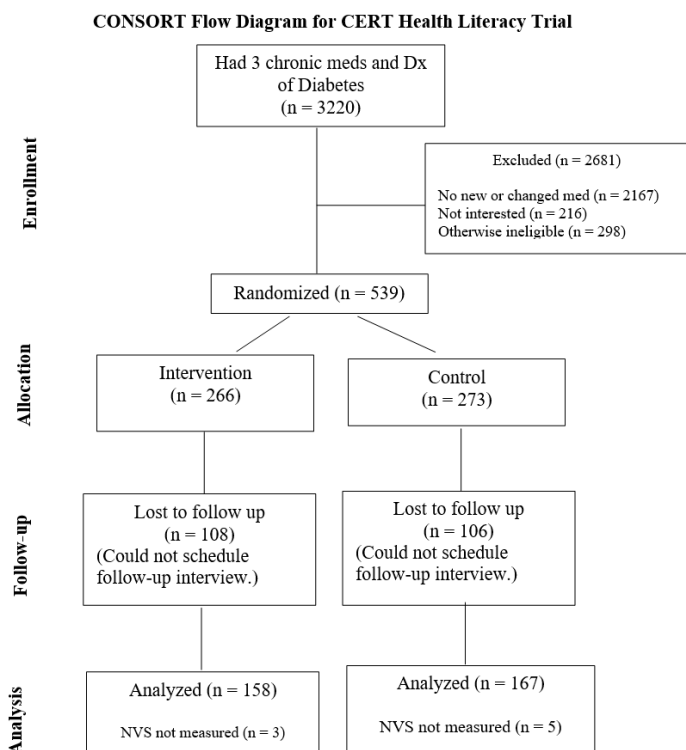 CONSORT Flow Diagram for CERT Health Literacy Trial
Had 3 chronic meds and Dx
of Diabetes
(n = 3220)
Enrollment
Excluded (n = 2681)
No new or changed med (n = 2167)
Not interested (n = 216)
Otherwise ineligible (n = 298)
Randomized (n = 539)
Allocation
Intervention
(n = 266)
Control
(n = 273)
Follow-up
Lost to follow up
(n = 108)
(Could not schedule
follow-up interview.)
Lost to follow up
(n = 106)
(Could not schedule
follow-up interview.)
Analysis
Analyzed (n = 158)
NVS not measured (n = 3)
Analyzed (n = 167)
NVS not measured (n = 5)